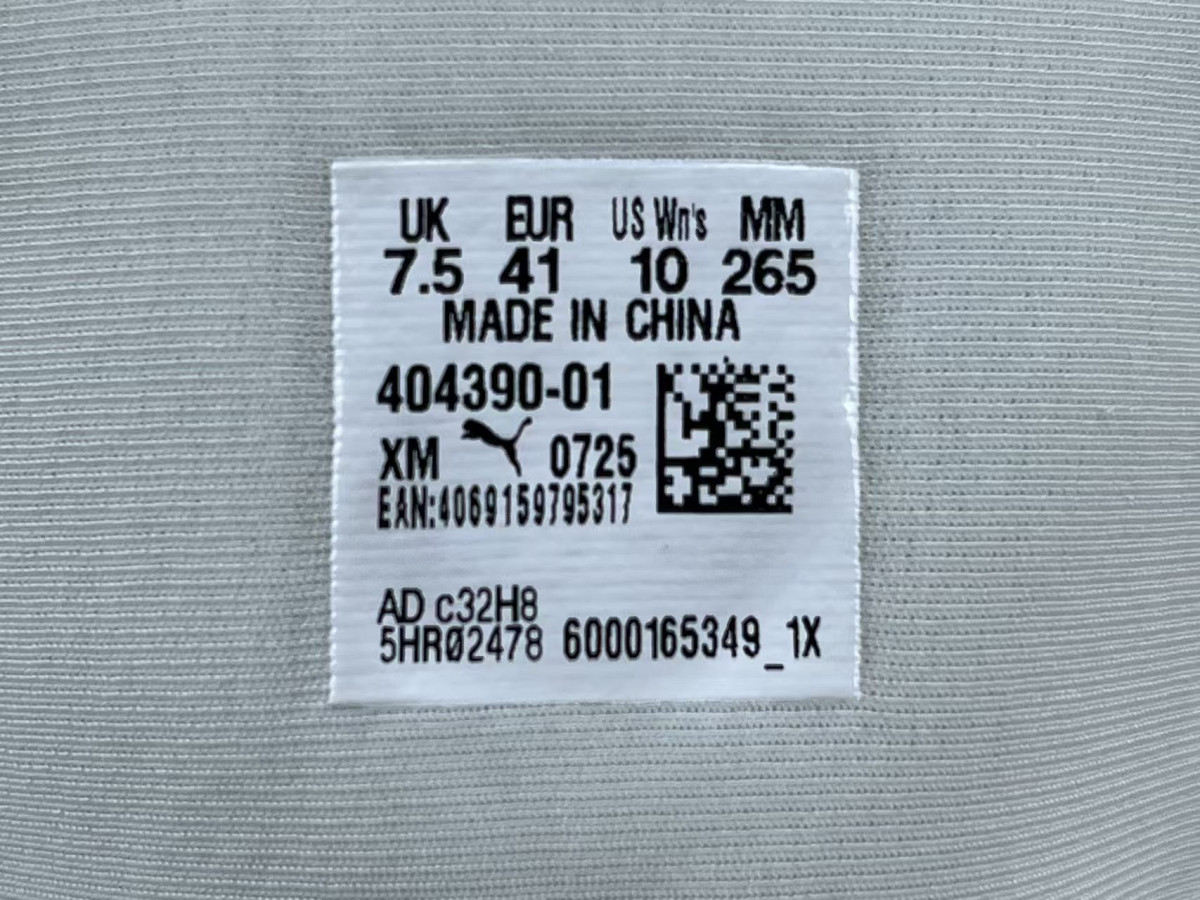 UK EUR US Wn's MM
7.5 41 10 265
MADE IN CHINA
404390-01
XM 0725
EAN:4069159795317
AD c32H8
5HRØ2478 6000165349_1X